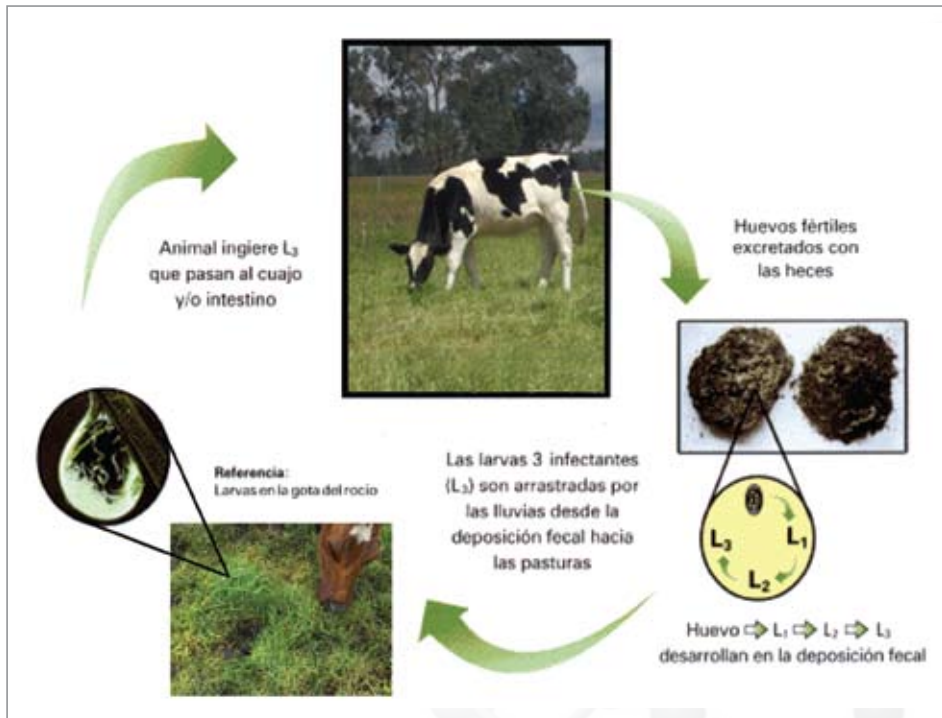 Animal ingiere L₃
que pasan al cuajo
y/o intestino
Huevos fértiles
excretados con
las heces
Referencia:
Larvas en la gota del rocio
Las larvas 3 infectantes
(L₃) son arrastradas por
las lluvias desde la
deposición fecal hacia
las pasturas
L₁
L₂
L₃
Huevo ⇨ L₁ ⇨ L₂ ⇨ L₃
desarrollan en la deposición fecal